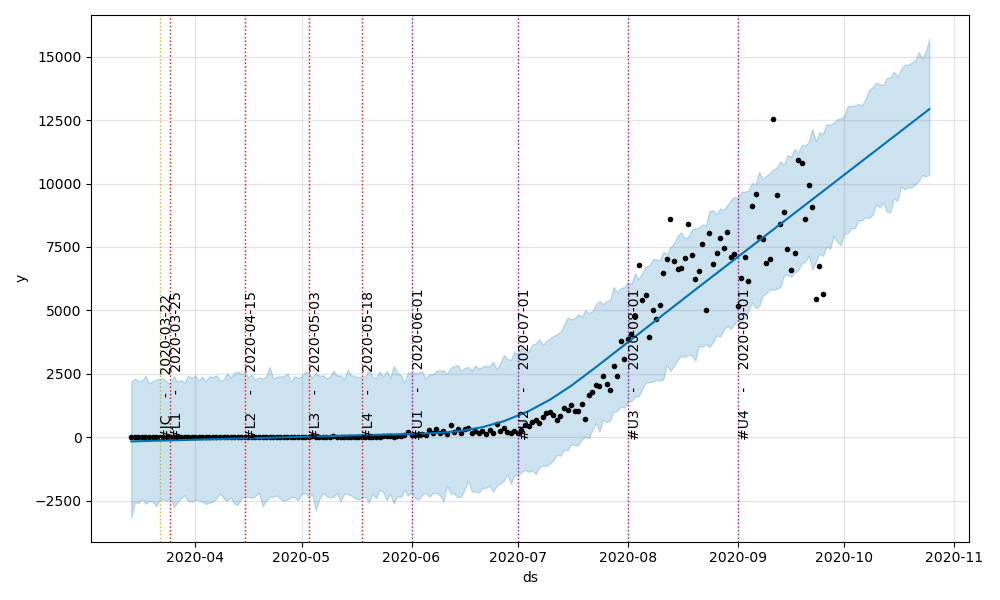 15000
12500
10000
7500
5000
2500
0
−2500
y
#JC - 2020-03-22
#L1 - 2020-03-25
#L2 - 2020-04-15
#L3 - 2020-05-03
#L4 - 2020-05-18
#U1 - 2020-06-01
#U2 - 2020-07-01
#U3 - 2020-08-01
#U4 - 2020-09-01
2020-04 2020-05 2020-06 2020-07 2020-08 2020-09 2020-10 2020-11
ds